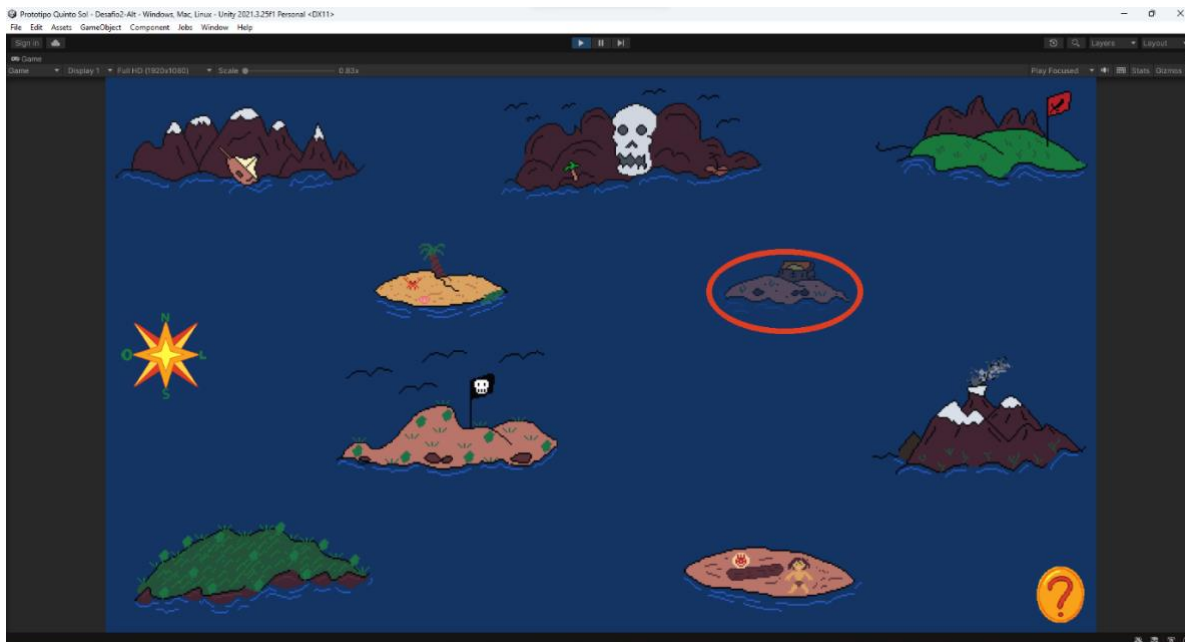 Prototipo Quinto Sol - Desafio2-Alt - Windows, Mac, Linux - Unity 2021.3.25f1 Personal <DX11>
File Edit Assets GameObject Component Jobs Window Help
Sign in Layers Layout
Game
Game Display 1 Full HD (1920x1080) Scale 0.83x Play Focused Stats Gizmos
N
O L
S
?